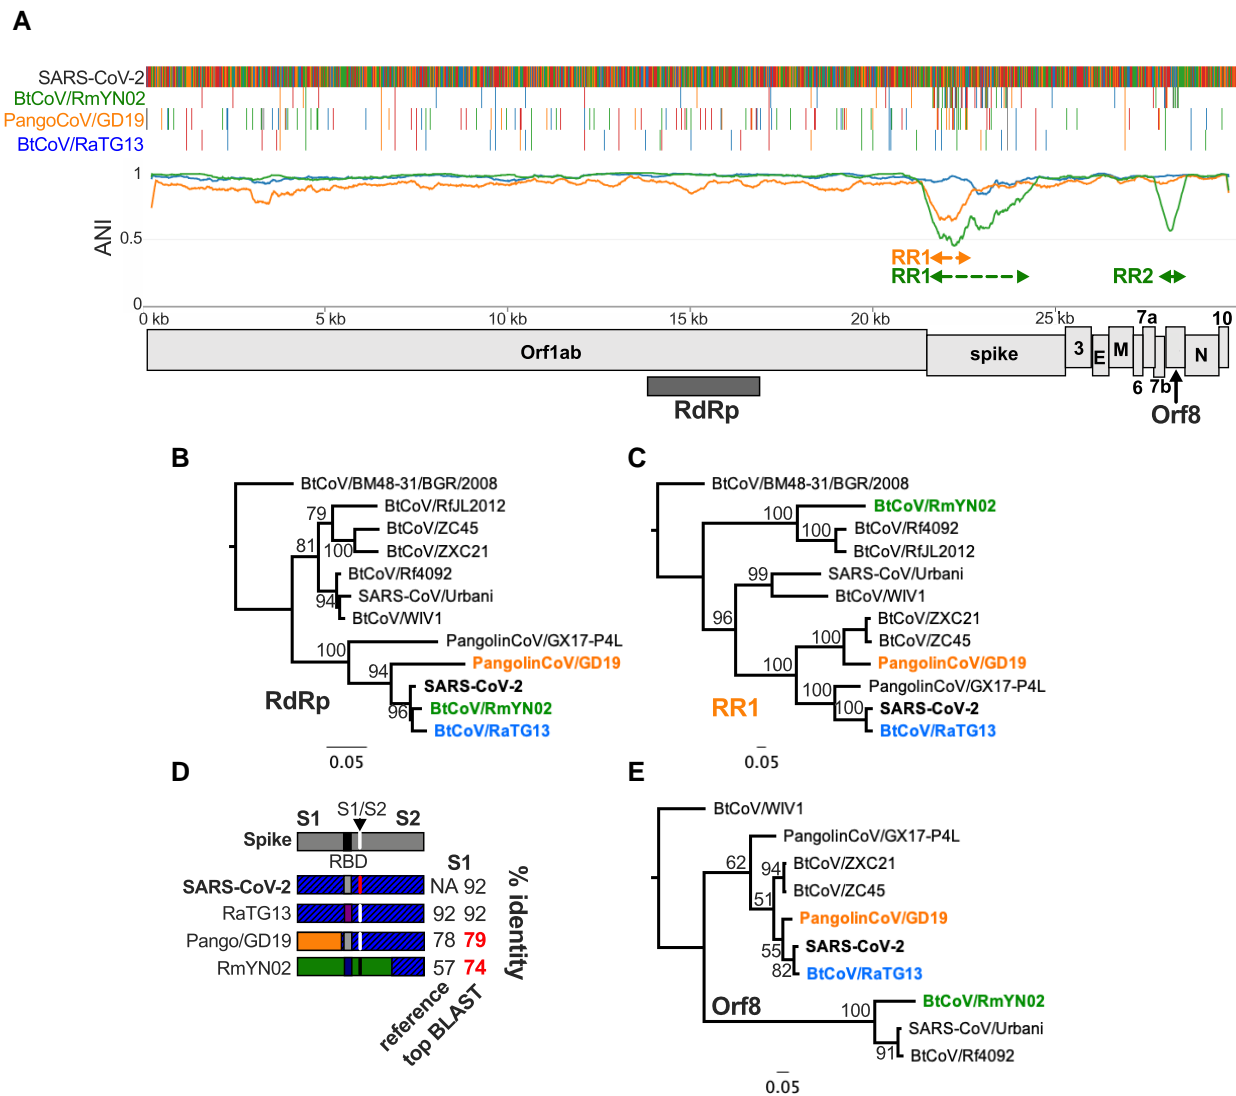 A
SARS-CoV-2
BtCoV/RmYN02
PangoCoV/GD19
BtCoV/RaTG13
1
ANI
0.5
RR1
RR1
RR2
0
0 kb
5 kb
10 kb
15 kb
20 kb
25 kb
7a
10
Orf1ab
spike
3
E
M
N
6
7b
RdRp
Orf8
B
BtCoV/BM48-31/BGR/2008
79
BtCoV/RfJL2012
BtCoV/ZC45
81
100
BtCoV/ZXC21
BtCoV/Rf4092
94
SARS-CoV/Urbani
BtCoV/WIV1
100
PangolinCoV/GX17-P4L
94
PangolinCoV/GD19
SARS-CoV-2
RdRp
96
BtCoV/RmYN02
BtCoV/RaTG13
0.05
C
BtCoV/BM48-31/BGR/2008
100
BtCoV/RmYN02
100
BtCoV/Rf4092
BtCoV/RfJL2012
99
SARS-CoV/Urbani
BtCoV/WIV1
96
BtCoV/ZXC21
100
BtCoV/ZC45
100
PangolinCoV/GD19
100
PangolinCoV/GX17-P4L
RR1
100
SARS-CoV-2
BtCoV/RaTG13
0.05
D
S1/S2
S1
S2
Spike
RBD
S1
SARS-CoV-2
NA 92
RaTG13
92 92
Pango/GD19
78 79
RmYN02
57 74
% identity
reference
top BLAST
E
BtCoV/WIV1
PangolinCoV/GX17-P4L
62
94
BtCoV/ZXC21
BtCoV/ZC45
51
PangolinCoV/GD19
55
SARS-CoV-2
82
BtCoV/RaTG13
Orf8
100
BtCoV/RmYN02
SARS-CoV/Urbani
91
BtCoV/Rf4092
0.05